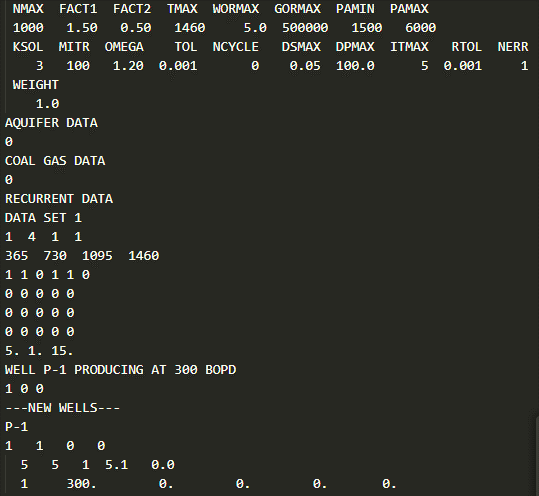 NMAX FACT1 FACT2 TMAX WORMAX GORMAX PAMIN PAMAX
1000 1.50 0.50 1460 5.0 500000 1500 6000
KSOL MITR OMEGA TOL NCYCLE DSMAX DPMAX ITMAX RTOL NERR
3 100 1.20 0.001 0 0.05 100.0 5 0.001 1
WEIGHT
1.0
AQUIFER DATA
0
COAL GAS DATA
0
RECURRENT DATA
DATA SET 1
1 4 1 1
365 730 1095 1460
1 1 0 1 1 0
0 0 0 0 0
0 0 0 0 0
0 0 0 0 0
5. 1. 15.
WELL P-1 PRODUCING AT 300 BOPD
1 0 0
---NEW WELLS---
P-1
1 1 0 0
5 5 1 5.1 0.0
1 300. 0. 0. 0. 0.